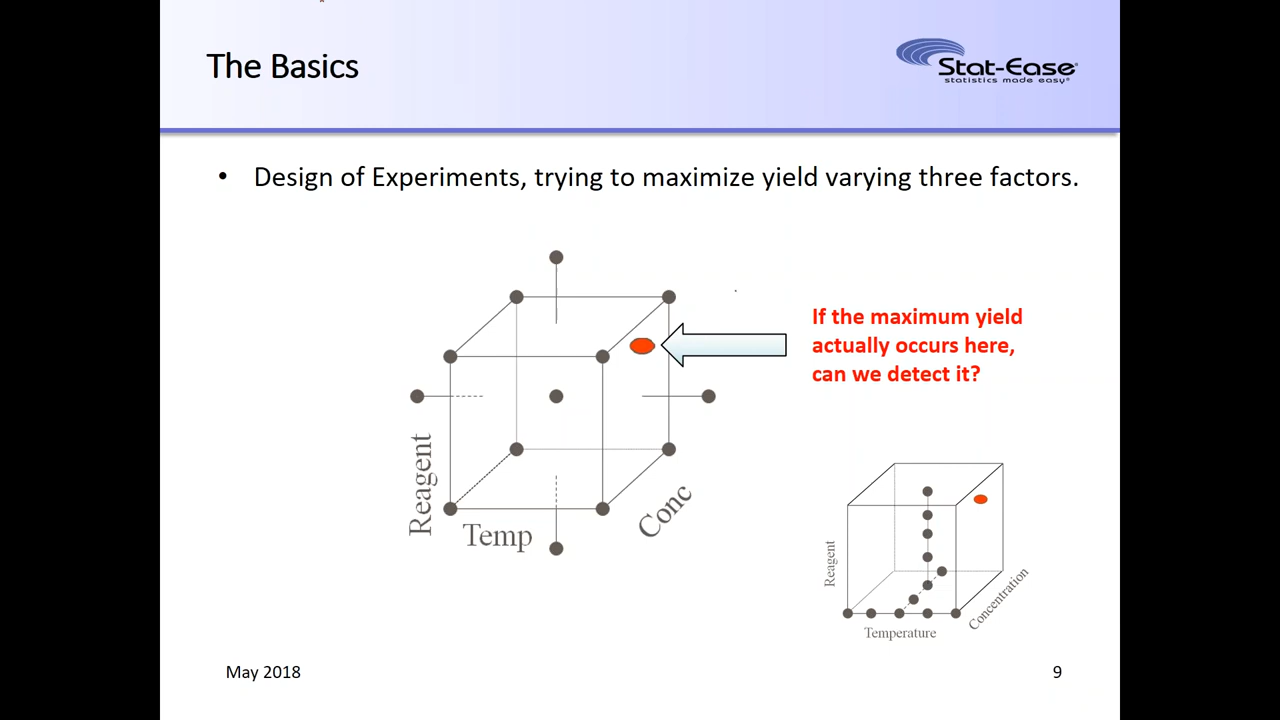 The Basics
Stat-Ease®
statistics made easy®
• Design of Experiments, trying to maximize yield varying three factors.
If the maximum yield
actually occurs here,
can we detect it?
Reagent
Temp
Conc
Reagent
Temperature
Concentration
May 2018
9